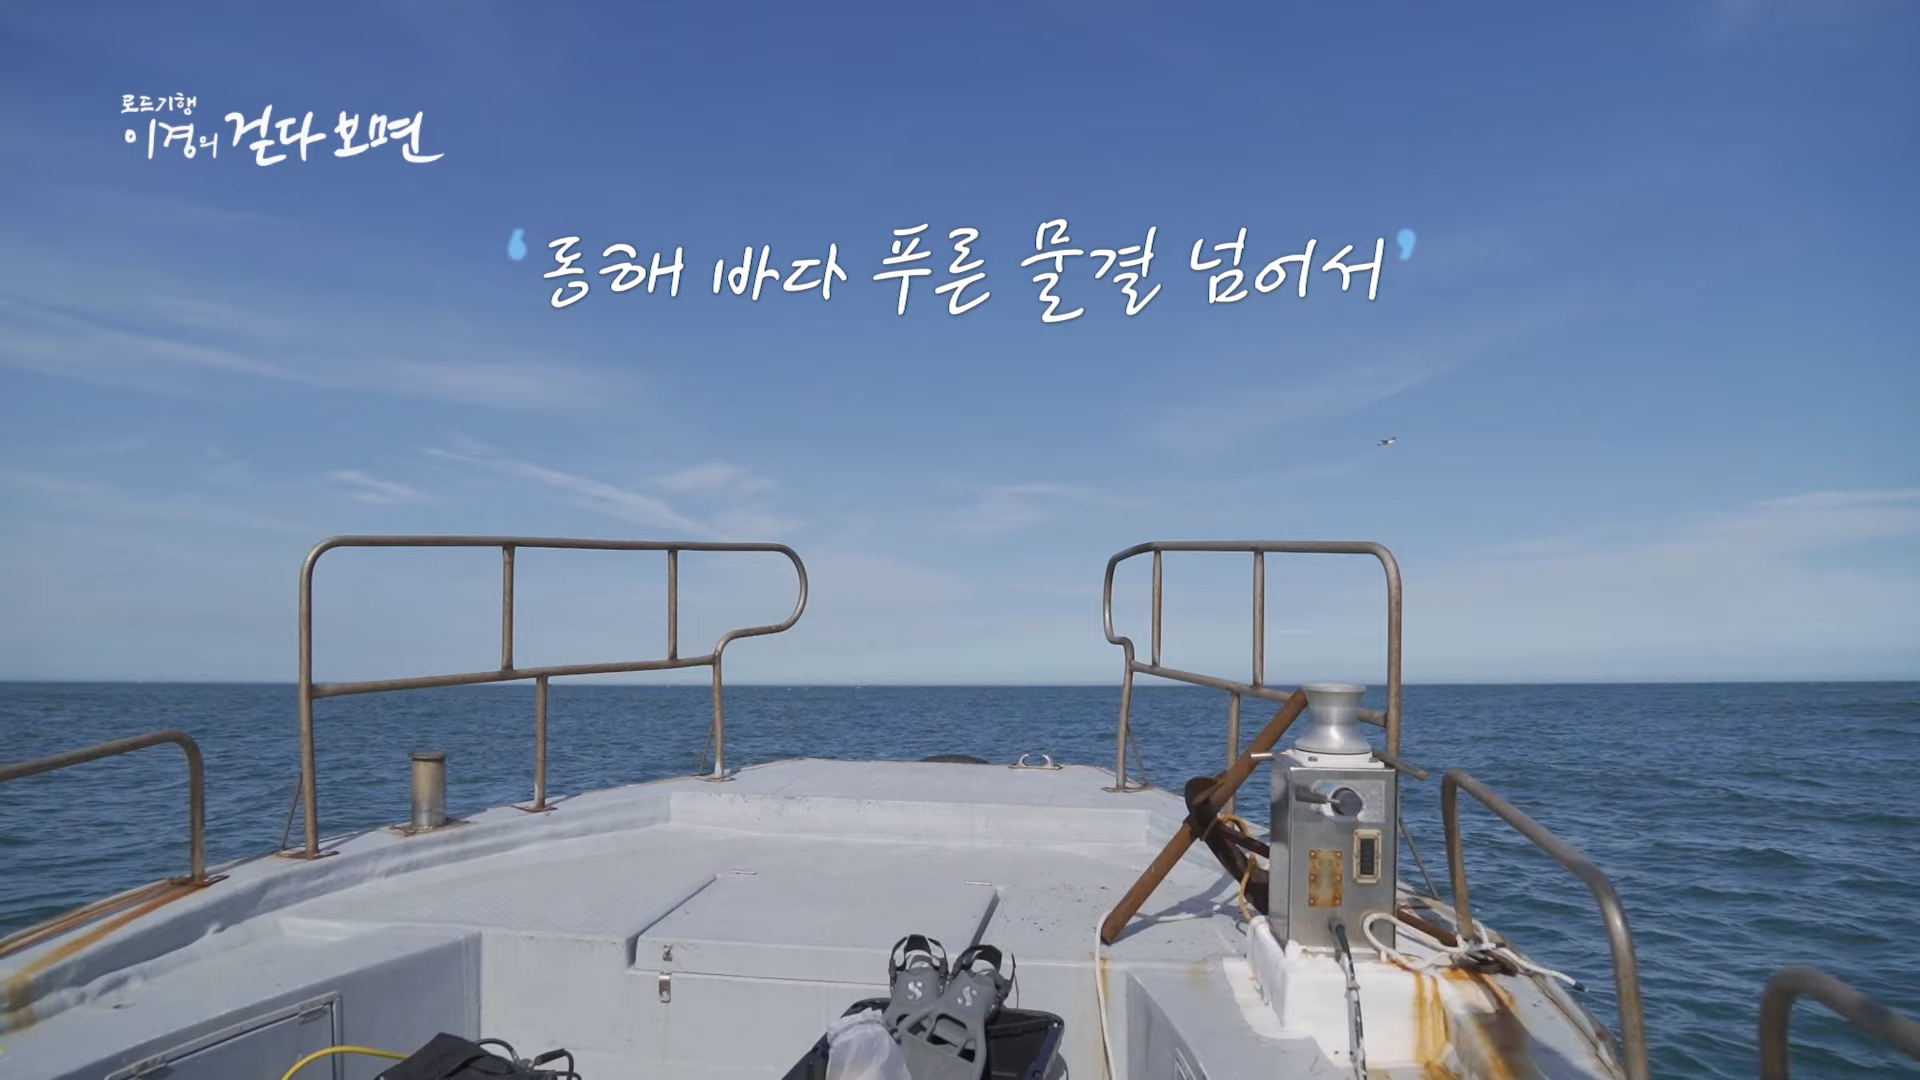 로드기행
이경의 걷다 보면
‘동해 바다 푸른 물결 넘어서’